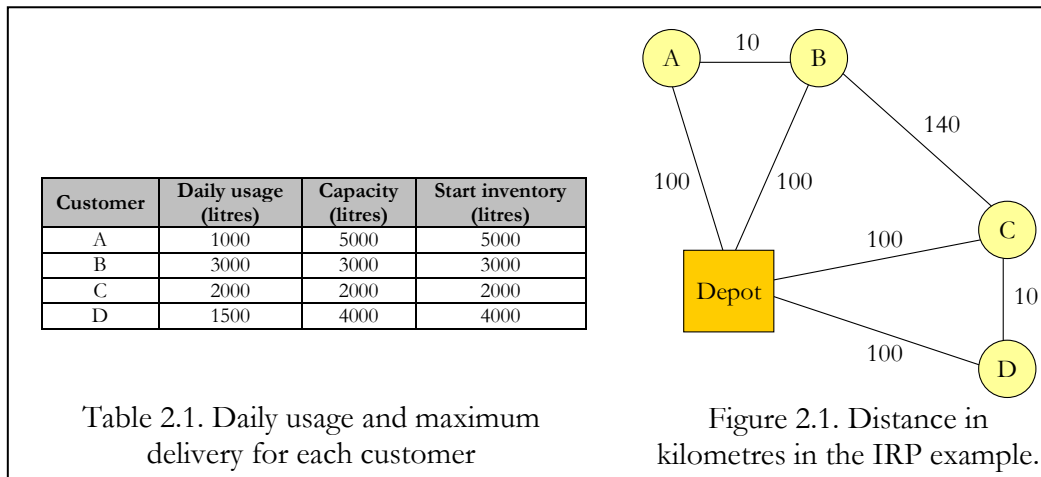 Customer Daily usage (litres) Capacity (litres) Start inventory (litres)
A 1000 5000 5000
B 3000 3000 3000
C 2000 2000 2000
D 1500 4000 4000
Table 2.1. Daily usage and maximum
delivery for each customer
10
A
B
140
100
100
C
100
Depot
10
100
D
Figure 2.1. Distance in
kilometres in the IRP example.